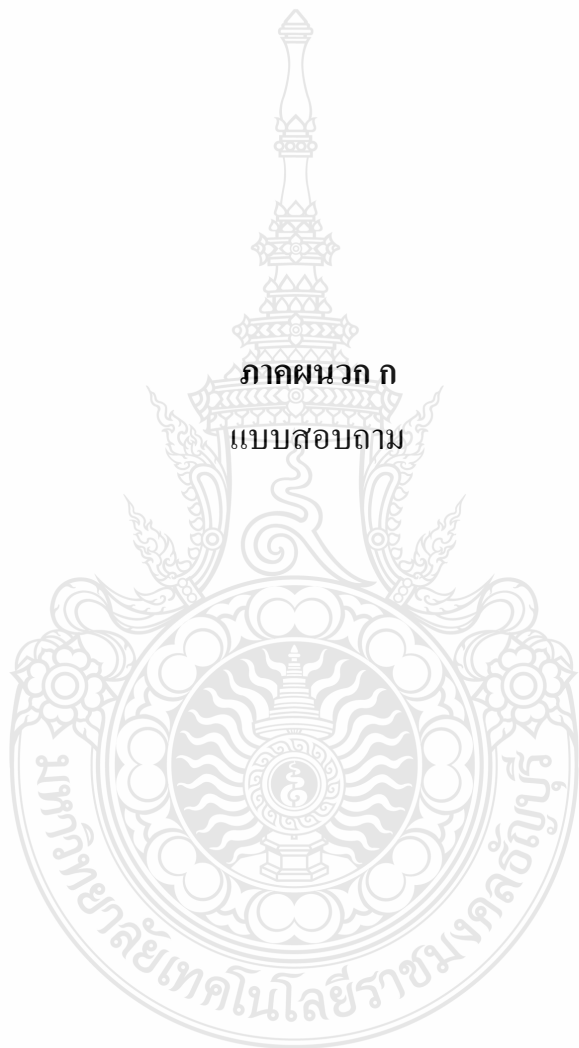 ภาคผนวก ก
แบบสอบถาม
มหาวิทยาลัยเทคโนโลยีราชมงคลธัญบุรี